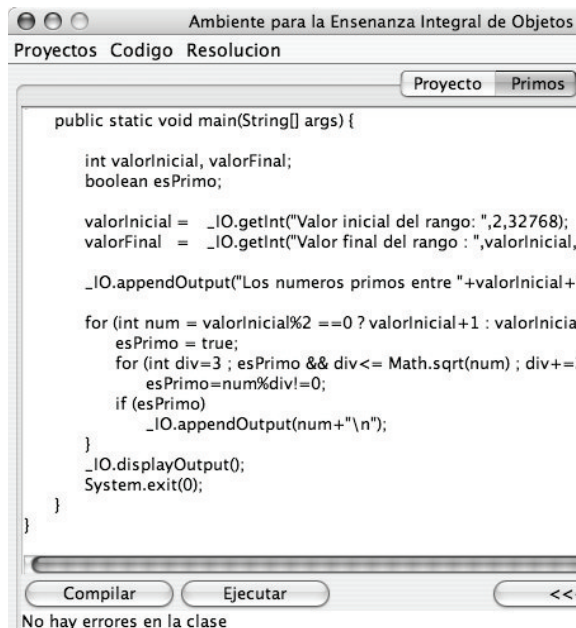 Ambiente para la Ensenanza Integral de Objetos
Proyectos Codigo Resolucion
Proyecto Primos
public static void main(String[] args) {
int valorInicial, valorFinal;
boolean esPrimo;
valorInicial = _IO.getInt("Valor inicial del rango: ",2,32768);
valorFinal = _IO.getInt("Valor final del rango : ",valorInicial,
_IO.appendOutput("Los numeros primos entre "+valorInicial+
for (int num = valorInicial%2 ==0 ? valorInicial+1 : valorInicia
esPrimo = true;
for (int div=3 ; esPrimo && div<= Math.sqrt(num) ; div+=
esPrimo=num%div!=0;
if (esPrimo)
_IO.appendOutput(num+"\n");
}
_IO.displayOutput();
System.exit(0);
}
}
Compilar Ejecutar <<
No hay errores en la clase